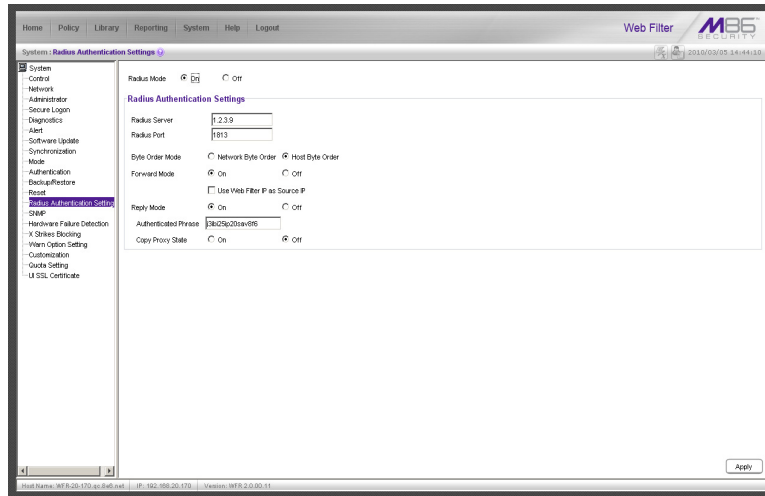 Home Policy Library Reporting System Help Logout
Web Filter
M86 SECURITY
System : Radius Authentication Settings
2010/03/05 14:44:10
System
Control
Network
Administrator
Secure Logon
Diagnostics
Alert
Software Update
Synchronization
Mode
Authentication
Backup/Restore
Reset
Radius Authentication Setting
SNMP
Hardware Failure Detection
X Strikes Blocking
Warn Option Setting
Customization
Quota Setting
UI SSL Certificate
Radius Mode On Off
Radius Authentication Settings
Radius Server 1.2.3.9
Radius Port 1813
Byte Order Mode Network Byte Order Host Byte Order
Forward Mode On Off
Use Web Filter IP as Source IP
Reply Mode On Off
Authenticated Phrase j3ibi25ip20sav8f6
Copy Proxy State On Off
Apply
Host Name: WFR-20-170.qc.8e6.net IP: 192.168.20.170 Version: WFR 2.0.00.11